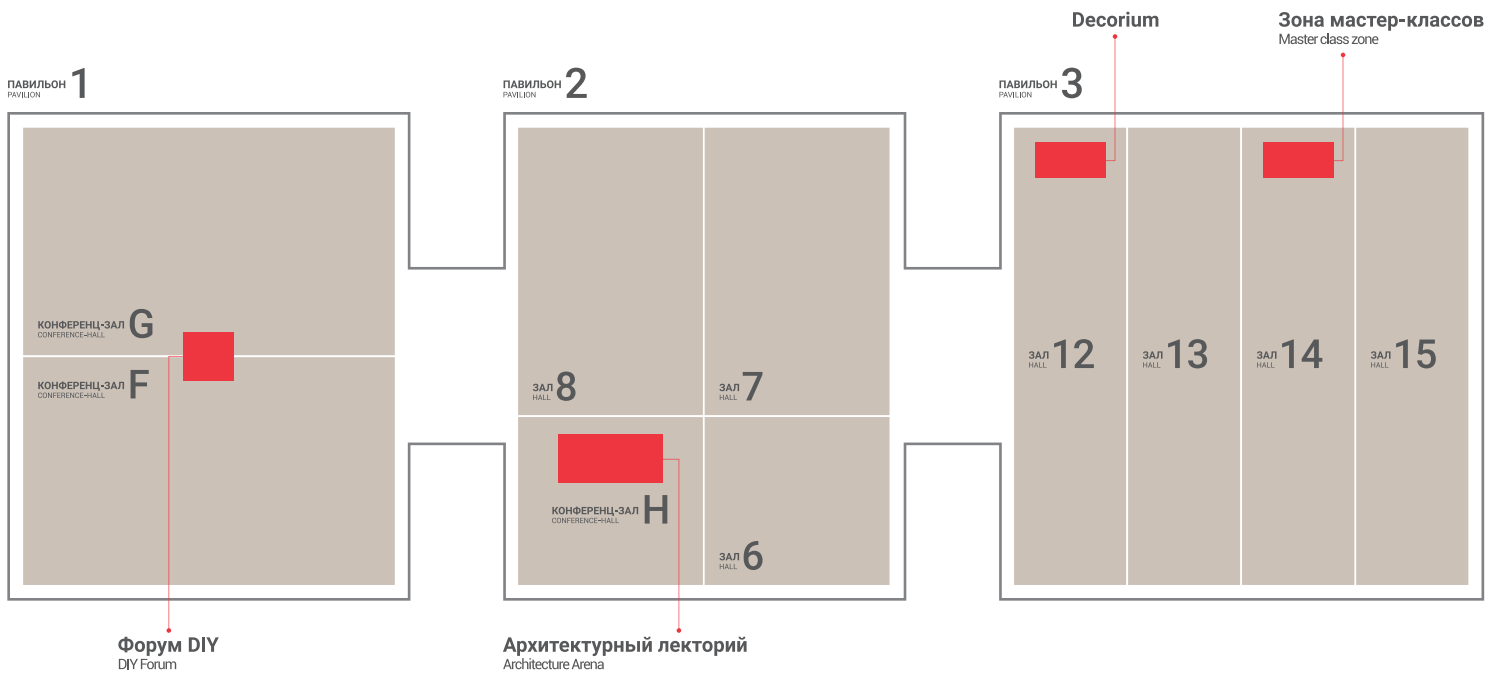 Decorium
Зона мастер-классов
Master class zone
ПАВИЛЬОН 1
PAVILION
ПАВИЛЬОН 2
PAVILION
ПАВИЛЬОН 3
PAVILION
КОНФЕРЕНЦ-ЗАЛ G
CONFERENCE-HALL
КОНФЕРЕНЦ-ЗАЛ F
CONFERENCE-HALL
ЗАЛ 8
HALL
ЗАЛ 7
HALL
КОНФЕРЕНЦ-ЗАЛ H
CONFERENCE-HALL
ЗАЛ 6
HALL
ЗАЛ 12
HALL
ЗАЛ 13
HALL
ЗАЛ 14
HALL
ЗАЛ 15
HALL
Форум DIY
DIY Forum
Архитектурный лекторий
Architecture Arena